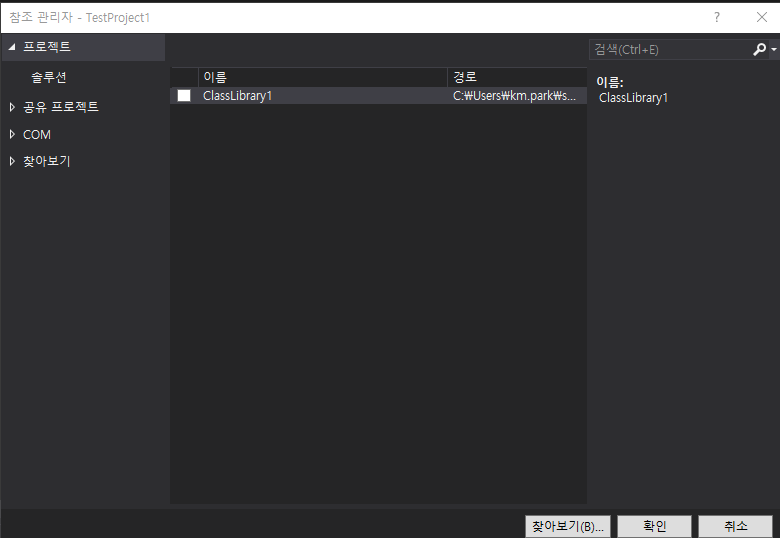 참조 관리자 - TestProject1
?
프로젝트
솔루션
공유 프로젝트
COM
찾아보기
이름
경로
ClassLibrary1
C:₩Users₩km.park₩s...
검색(Ctrl+E)
이름:
ClassLibrary1
찾아보기(B)...
확인
취소